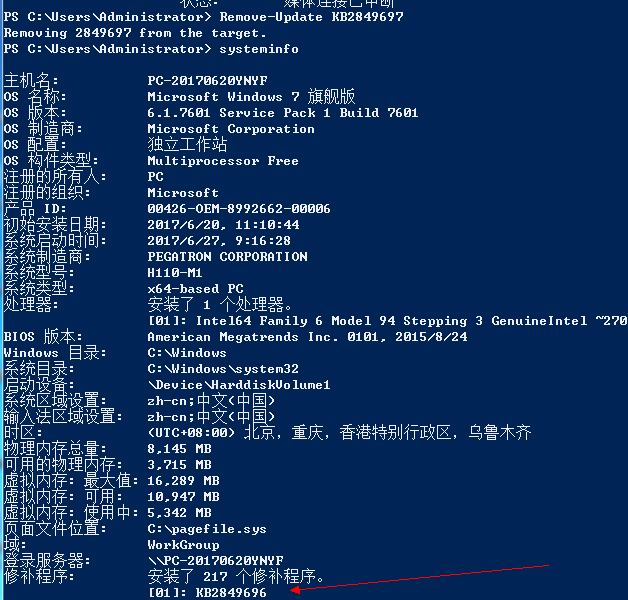 状态: 媒体连接已中断
PS C:\Users\Administrator> Remove-Update KB2849697
Removing 2849697 from the target.
PS C:\Users\Administrator> systeminfo
主机名: PC-20170620YNYF
OS 名称: Microsoft Windows 7 旗舰版
OS 版本: 6.1.7601 Service Pack 1 Build 7601
OS 制造商: Microsoft Corporation
OS 配置: 独立工作站
OS 构件类型: Multiprocessor Free
注册的所有人: PC
注册的组织: Microsoft
产品 ID: 00426-OEM-8992662-00006
初始安装日期: 2017/6/20, 11:10:44
系统启动时间: 2017/6/27, 9:16:28
系统制造商: PEGATRON CORPORATION
系统型号: H110-M1
系统类型: x64-based PC
处理器: 安装了 1 个处理器。
[01]: Intel64 Family 6 Model 94 Stepping 3 GenuineIntel ~270
BIOS 版本: American Megatrends Inc. 0101, 2015/8/24
Windows 目录: C:\Windows
系统目录: C:\Windows\system32
启动设备: \Device\HarddiskVolume1
系统区域设置: zh-cn;中文(中国)
输入法区域设置: zh-cn;中文(中国)
时区: (UTC+08:00) 北京，重庆，香港特别行政区，乌鲁木齐
物理内存总量: 8,145 MB
可用的物理内存: 3,715 MB
虚拟内存: 最大值: 16,289 MB
虚拟内存: 可用: 10,947 MB
虚拟内存: 使用中: 5,342 MB
页面文件位置: C:\pagefile.sys
域: WorkGroup
登录服务器: \\PC-20170620YNYF
修补程序: 安装了 217 个修补程序。
[01]: KB2849696